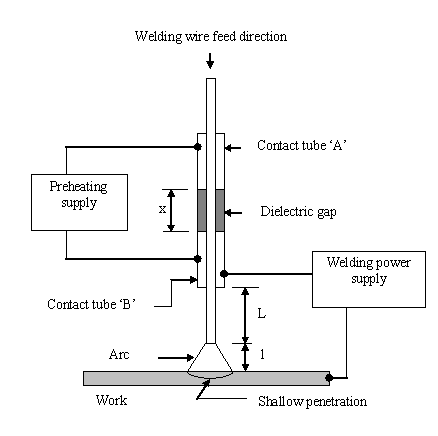 Welding wire feed direction
Contact tube ‘A’
Preheating
supply
x
Dielectric gap
Welding power
supply
Contact tube ‘B’
L
Arc
l
Work
Shallow penetration